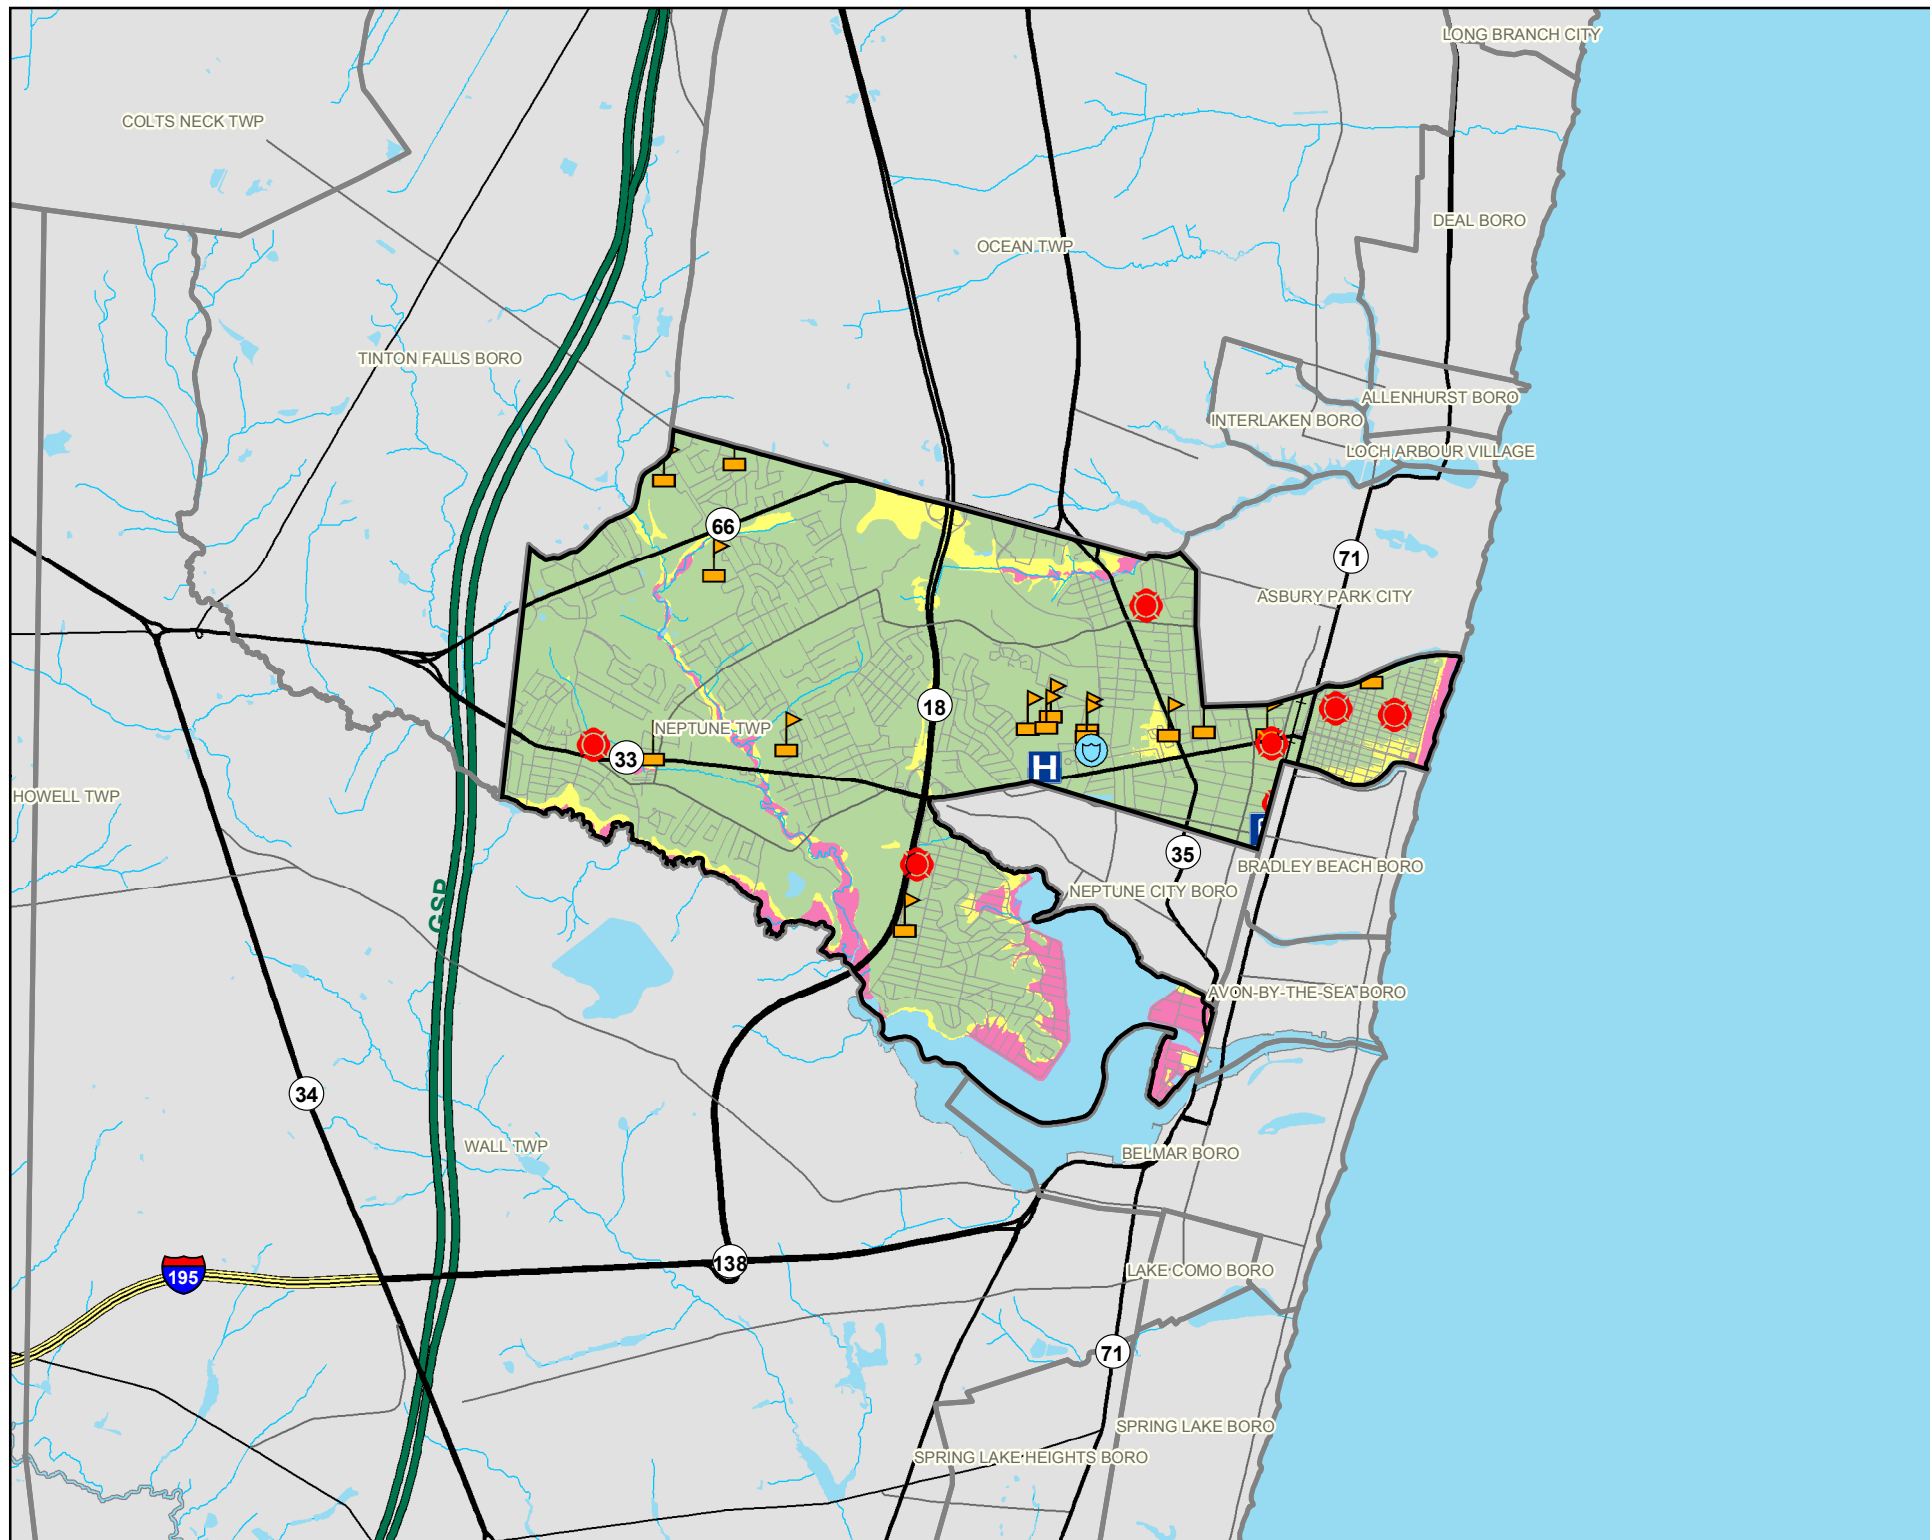 LONG BRANCH CITY
COLTS NECK TWP
DEAL BORO
OCEAN TWP
TINTON FALLS BORO
ALLENHURST BORO
INTERLAKEN BORO
LOCH ARBOUR VILLAGE
66
71
ASBURY PARK CITY
18
NEPTUNE TWP
33
H
HOWELL TWP
35
BRADLEY BEACH BORO
NEPTUNE CITY BORO
GSP
AVON-BY-THE-SEA BORO
34
WALL TWP
BELMAR BORO
138
LAKE COMO BORO
195
71
SPRING LAKE BORO
SPRING LAKE HEIGHTS BORO